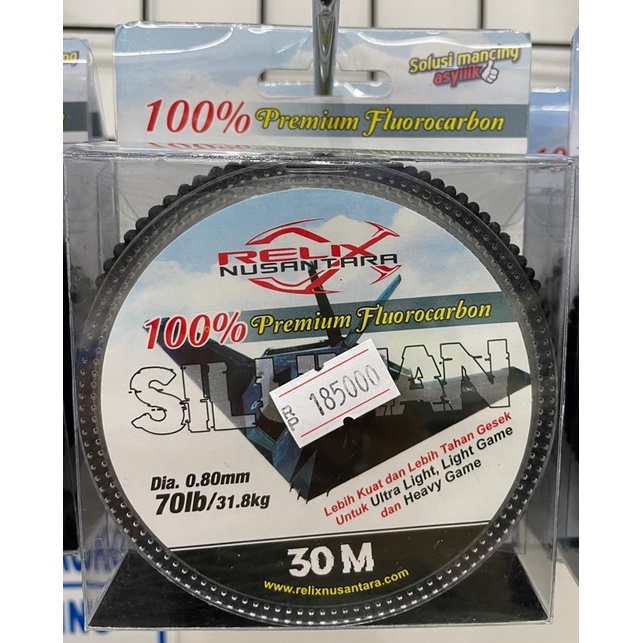 Solusi mancing
asyiiik
100% Premium Fluorocarbon
RELIX
NUSANTARA
100% Premium Fluorocarbon
RP 185000
Dia. 0.80mm
70lb/31.8kg
Lebih Kuat dan Lebih Tahan Gesek
Untuk Ultra Light, Light Game
dan Heavy Game
30 M
www.relixnusantara.com